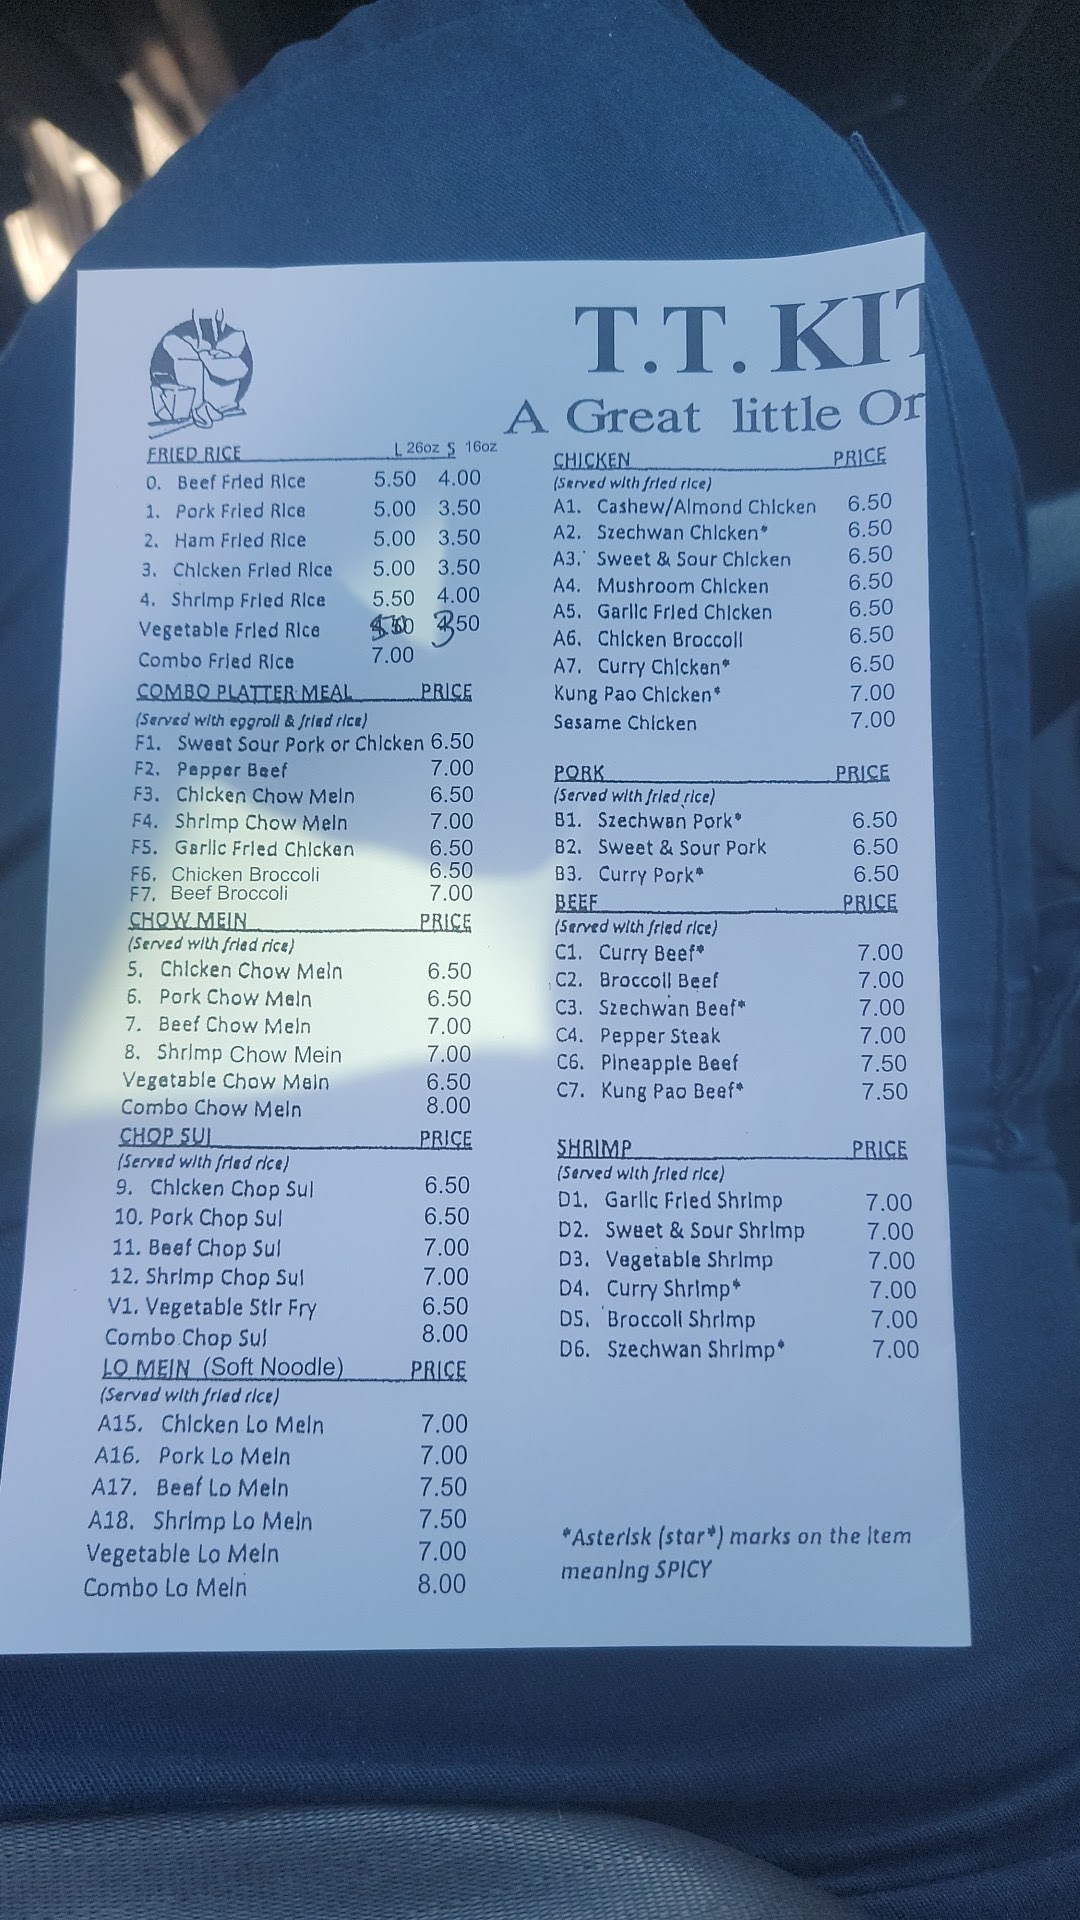 T.T. KIT
A Great little Or
FRIED RICE L 26oz S 16oz
0. Beef Fried Rice 5.50 4.00
1. Pork Fried Rice 5.00 3.50
2. Ham Fried Rice 5.00 3.50
3. Chicken Fried Rice 5.00 3.50
4. Shrimp Fried Rice 5.50 4.00
Vegetable Fried Rice 3.50
Combo Fried Rice 7.00
COMBO PLATTER MEAL PRICE
(Served with eggroll & fried rice)
F1. Sweet Sour Pork or Chicken 6.50
F2. Pepper Beef 7.00
F3. Chicken Chow Mein 6.50
F4. Shrimp Chow Mein 7.00
F5. Garlic Fried Chicken 6.50
F6. Chicken Broccoli 6.50
F7. Beef Broccoli 7.00
CHOW MEIN PRICE
(Served with fried rice)
5. Chicken Chow Mein 6.50
6. Pork Chow Mein 6.50
7. Beef Chow Mein 7.00
8. Shrimp Chow Mein 7.00
Vegetable Chow Mein 6.50
Combo Chow Mein 8.00
CHOP SUI PRICE
(Served with fried rice)
9. Chicken Chop Sui 6.50
10. Pork Chop Sui 6.50
11. Beef Chop Sui 7.00
12. Shrimp Chop Sui 7.00
V1. Vegetable Stir Fry 6.50
Combo Chop Sui 8.00
LO MEIN (Soft Noodle) PRICE
(Served with fried rice)
A15. Chicken Lo Mein 7.00
A16. Pork Lo Mein 7.00
A17. Beef Lo Mein 7.50
A18. Shrimp Lo Mein 7.50
Vegetable Lo Mein 7.00
Combo Lo Mein 8.00
CHICKEN PRICE
(Served with fried rice)
A1. Cashew/Almond Chicken 6.50
A2. Szechwan Chicken* 6.50
A3. Sweet & Sour Chicken 6.50
A4. Mushroom Chicken 6.50
A5. Garlic Fried Chicken 6.50
A6. Chicken Broccoli 6.50
A7. Curry Chicken* 6.50
Kung Pao Chicken* 7.00
Sesame Chicken 7.00
PORK PRICE
(Served with fried rice)
B1. Szechwan Pork* 6.50
B2. Sweet & Sour Pork 6.50
B3. Curry Pork* 6.50
BEEF PRICE
(Served with fried rice)
C1. Curry Beef* 7.00
C2. Broccoli Beef 7.00
C3. Szechwan Beef* 7.00
C4. Pepper Steak 7.00
C6. Pineapple Beef 7.50
C7. Kung Pao Beef* 7.50
SHRIMP PRICE
(Served with fried rice)
D1. Garlic Fried Shrimp 7.00
D2. Sweet & Sour Shrimp 7.00
D3. Vegetable Shrimp 7.00
D4. Curry Shrimp* 7.00
D5. Broccoli Shrimp 7.00
D6. Szechwan Shrimp* 7.00
*Asterisk (star*) marks on the item
meaning SPICY